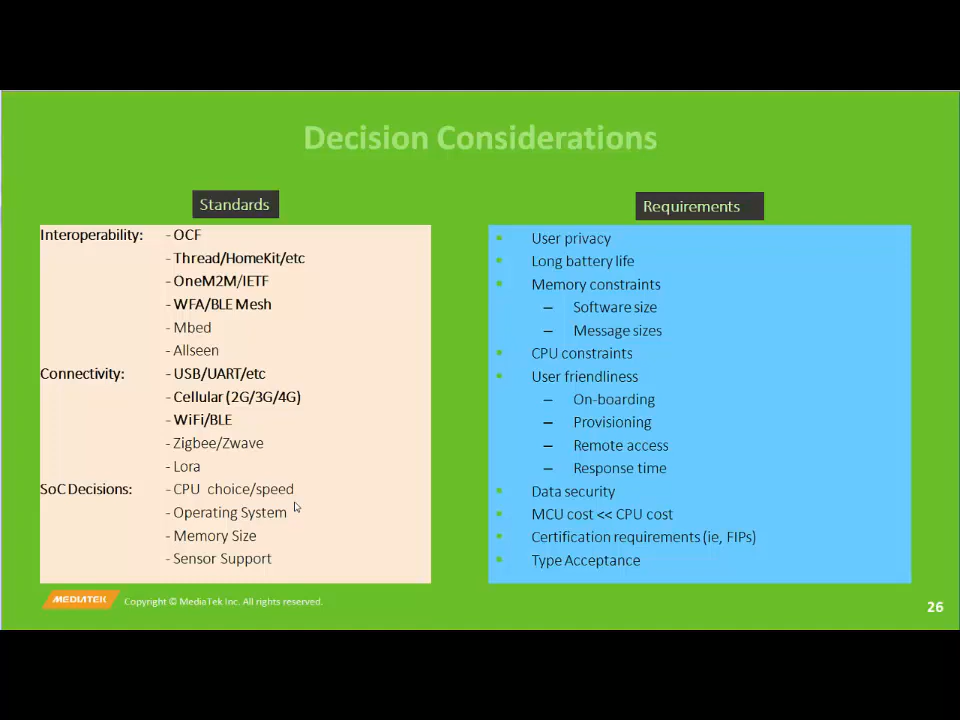 Decision Considerations
Standards
Interoperability: - OCF
- Thread/HomeKit/etc
- OneM2M/IETF
- WFA/BLE Mesh
- Mbed
- Allseen
Connectivity: - USB/UART/etc
- Cellular (2G/3G/4G)
- WiFi/BLE
- Zigbee/Zwave
- Lora
SoC Decisions: - CPU choice/speed
- Operating System
- Memory Size
- Sensor Support
Requirements
User privacy
Long battery life
Memory constraints
– Software size
– Message sizes
CPU constraints
User friendliness
– On-boarding
– Provisioning
– Remote access
– Response time
Data security
MCU cost << CPU cost
Certification requirements (ie, FIPs)
Type Acceptance
MEDIATEK Copyright © MediaTek Inc. All rights reserved.
26